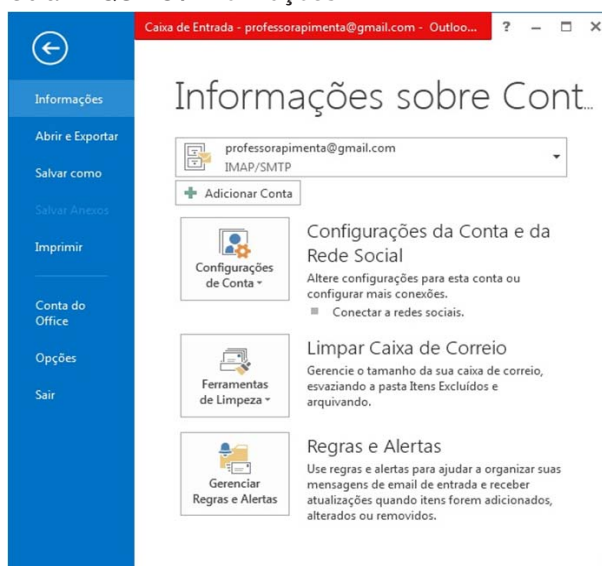 Caixa de Entrada - professorapimenta@gmail.com - Outloo...
?
Informações
Abrir e Exportar
Salvar como
Salvar Anexos
Imprimir
Conta do
Office
Opções
Sair
Informações sobre Cont...
professorapimenta@gmail.com
IMAP/SMTP
Adicionar Conta
Configurações
de Conta
Configurações da Conta e da
Rede Social
Altere configurações para esta conta ou
configurar mais conexões.
Conectar a redes sociais.
Ferramentas
de Limpeza
Limpar Caixa de Correio
Gerencie o tamanho da sua caixa de correio,
esvaziando a pasta Itens Excluídos e
arquivando.
Gerenciar
Regras e Alertas
Regras e Alertas
Use regras e alertas para ajudar a organizar suas
mensagens de email de entrada e receber
atualizações quando itens forem adicionados,
alterados ou removidos.